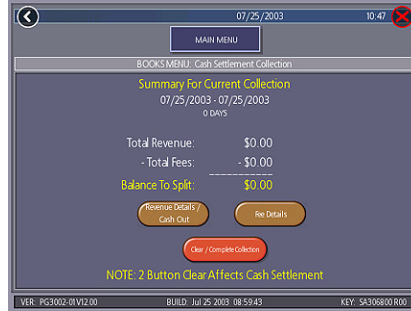 07/25/2003 10:47
MAIN MENU
BOOKS MENU: Cash Settlement Collection
Summary For Current Collection
07/25/2003 - 07/25/2003
0 DAYS
Total Revenue: $0.00
- Total Fees: - $0.00
Balance To Split: $0.00
Revenue Details /
Cash Out
Fee Details
Clear / Complete Collection
NOTE: 2 Button Clear Affects Cash Settlement
VER: PG3002-01V12.00 BUILD: Jul 25 2003 08:59:43 KEY: SA306800 R00